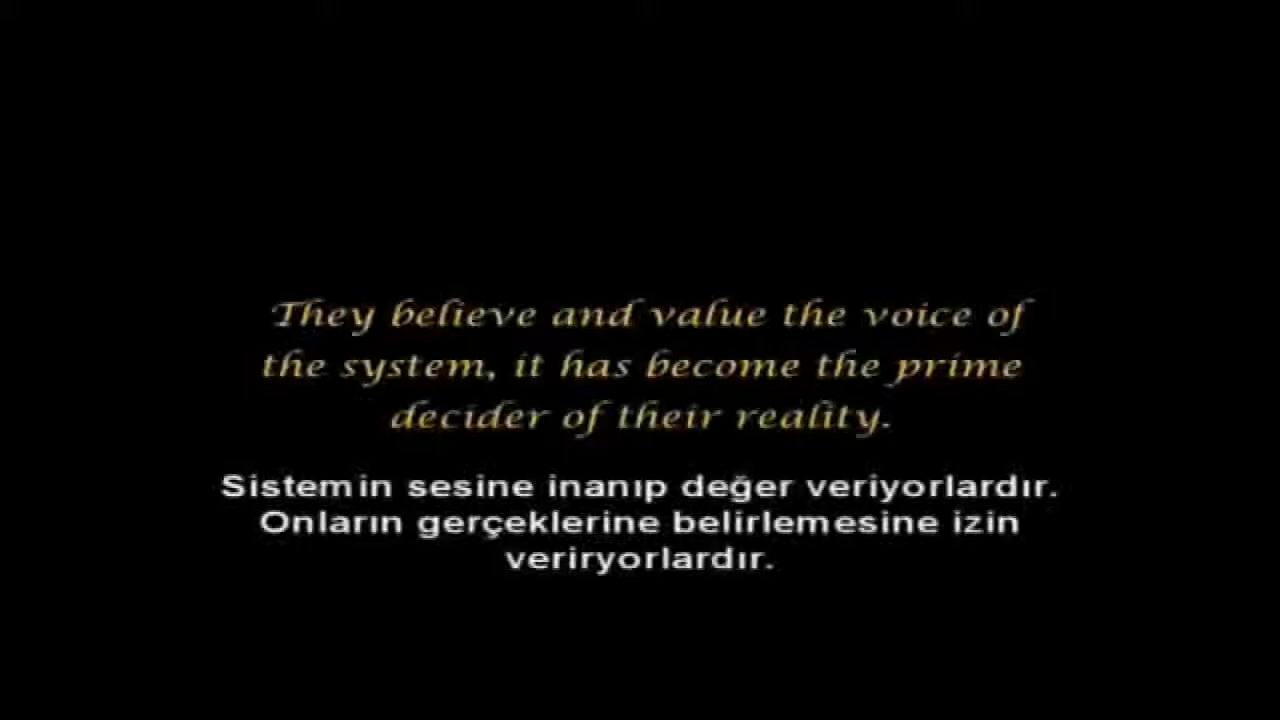 They believe and value the voice of
the system, it has become the prime
decider of their reality.
Sistemin sesine inanıp değer veriyorlardır.
Onların gerçeklerine belirlemesine izin
veriryorlardır.